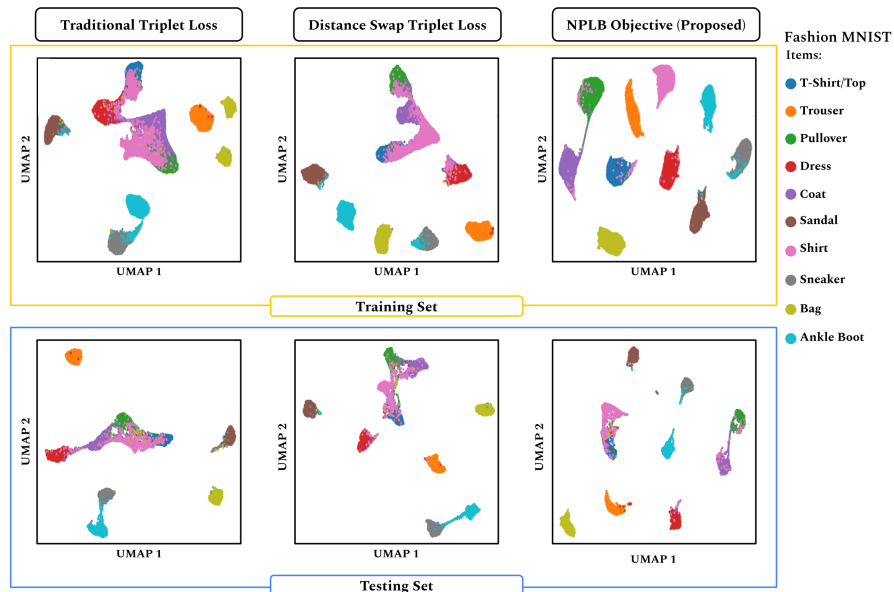 Traditional Triplet Loss
Distance Swap Triplet Loss
NPLB Objective (Proposed)
Fashion MNIST
Items:
T-Shirt/Top
Trouser
Pullover
Dress
Coat
Sandal
Shirt
Sneaker
Bag
Ankle Boot
UMAP 2
UMAP 1
UMAP 2
UMAP 1
UMAP 2
UMAP 1
Training Set
UMAP 2
UMAP 1
UMAP 2
UMAP 1
UMAP 2
UMAP 1
Testing Set